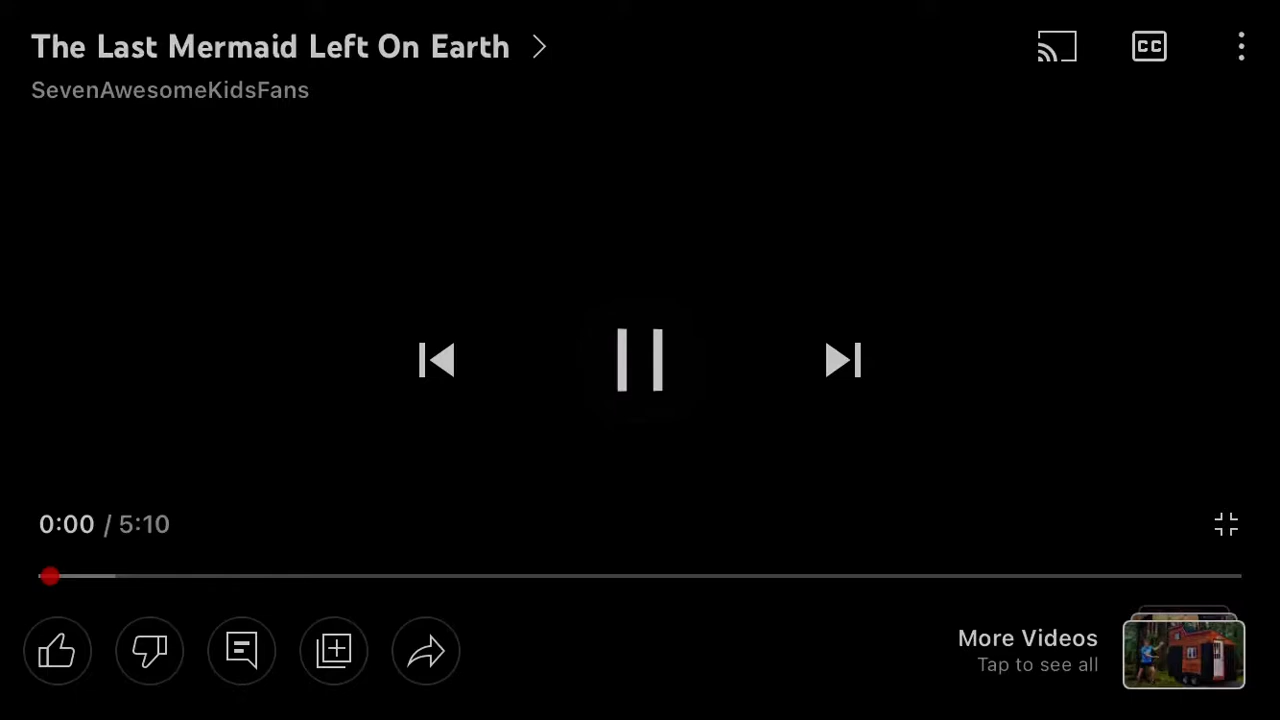 The Last Mermaid Left On Earth
CC
SevenAwesomeKidsFans
0:00 / 5:10
More Videos
Tap to see all